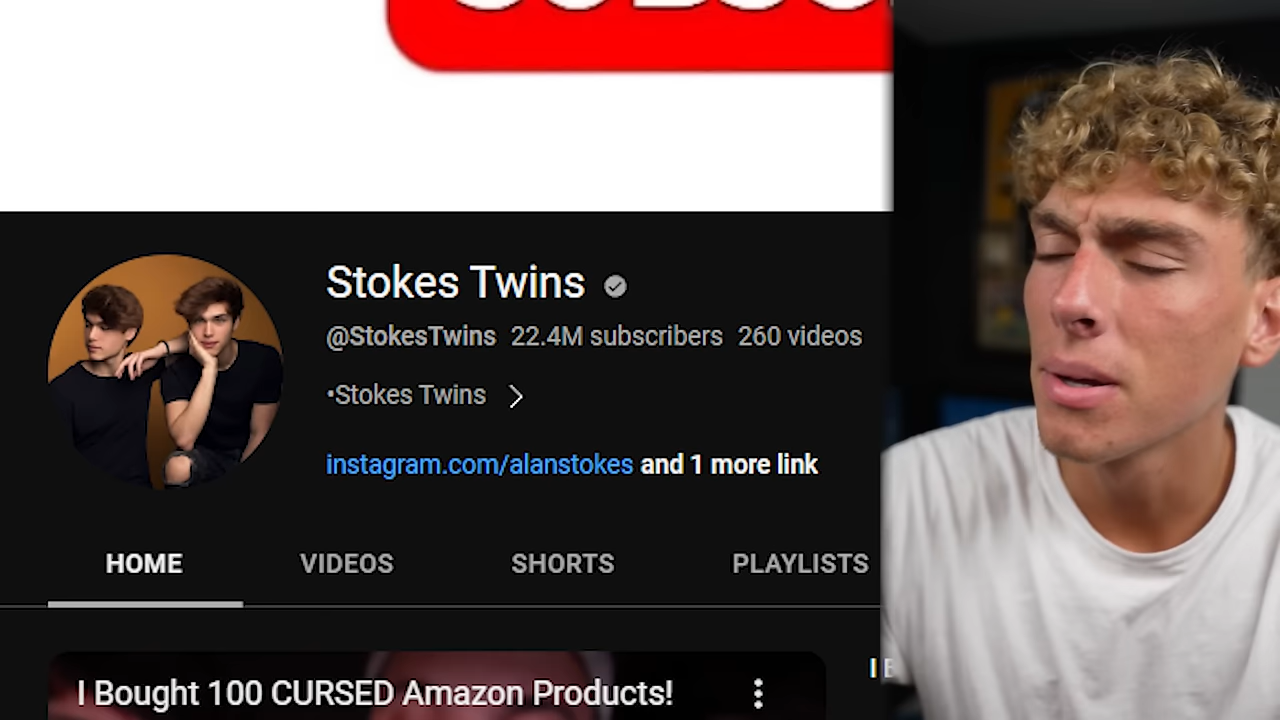 Stokes Twins
@StokesTwins 22.4M subscribers 260 videos
•Stokes Twins
instagram.com/alanstokes and 1 more link
HOME VIDEOS SHORTS PLAYLISTS
I Bought 100 CURSED Amazon Products!